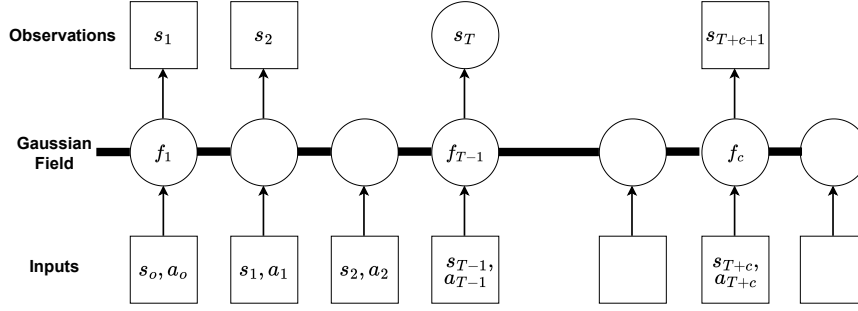 Observations $s_1$ $s_2$ $s_T$ $s_{T+c+1}$
Gaussian
Field
$f_1$ $f_{T-1}$ $f_c$
Inputs $s_o, a_o$ $s_1, a_1$ $s_2, a_2$
$s_{T-1},$
$a_{T-1}$
$s_{T+c},$
$a_{T+c}$